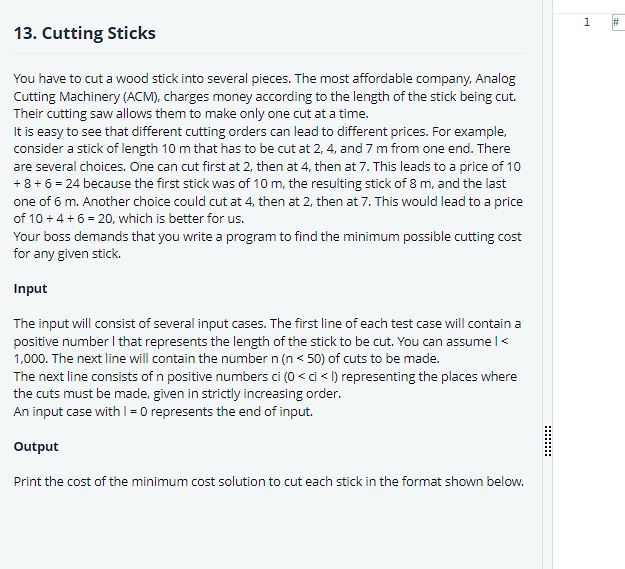 13. Cutting Sticks
You have to cut a wood stick into several pieces. The most affordable company, Analog
Cutting Machinery (ACM), charges money according to the length of the stick being cut.
Their cutting saw allows them to make only one cut at a time.
It is easy to see that different cutting orders can lead to different prices. For example,
consider a stick of length 10 m that has to be cut at 2, 4, and 7 m from one end. There
are several choices. One can cut first at 2, then at 4, then at 7. This leads to a price of 10
+ 8 + 6 = 24 because the first stick was of 10 m, the resulting stick of 8 m, and the last
one of 6 m. Another choice could cut at 4, then at 2, then at 7. This would lead to a price
of 10 + 4 + 6 = 20, which is better for us.
Your boss demands that you write a program to find the minimum possible cutting cost
for any given stick.
Input
The input will consist of several input cases. The first line of each test case will contain a
positive number l that represents the length of the stick to be cut. You can assume l <
1,000. The next line will contain the number n (n < 50) of cuts to be made.
The next line consists of n positive numbers ci (0 < ci < l) representing the places where
the cuts must be made, given in strictly increasing order.
An input case with l = 0 represents the end of input.
Output
Print the cost of the minimum cost solution to cut each stick in the format shown below.
1 #